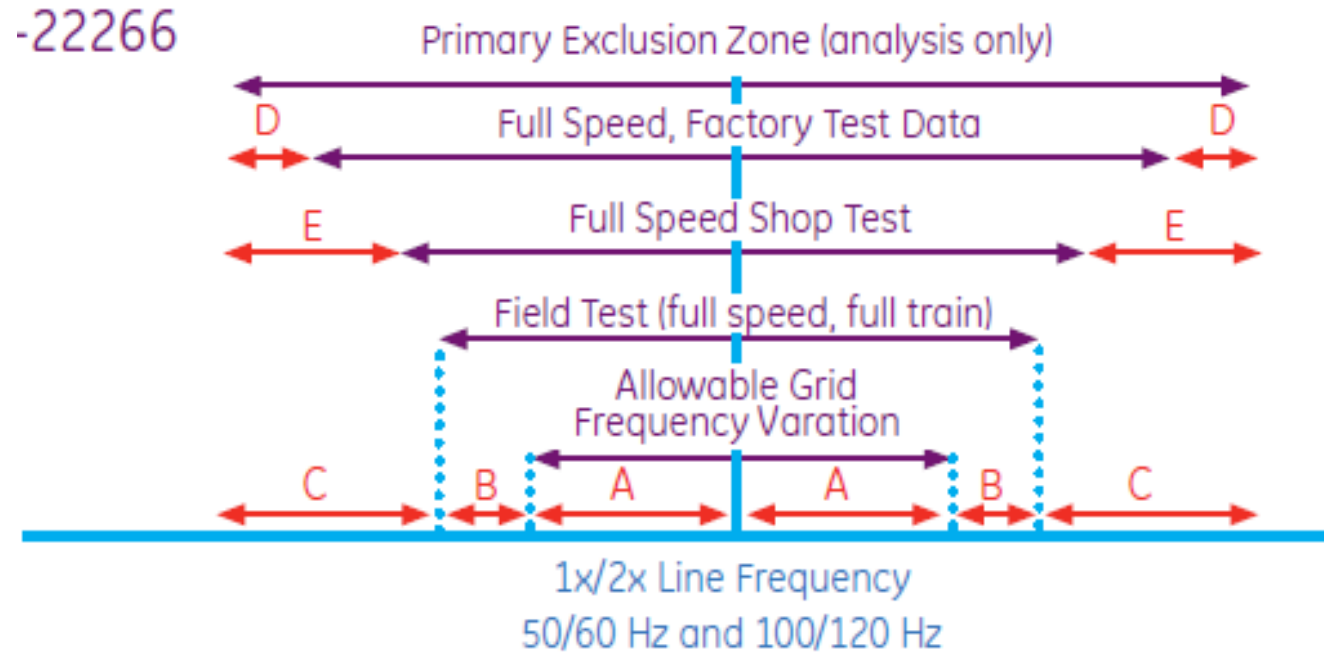 -22266
Primary Exclusion Zone (analysis only)
D Full Speed, Factory Test Data D
E Full Speed Shop Test E
Field Test (full speed, full train)
Allowable Grid
Frequency Varation
C B A A B C
1x/2x Line Frequency
50/60 Hz and 100/120 Hz